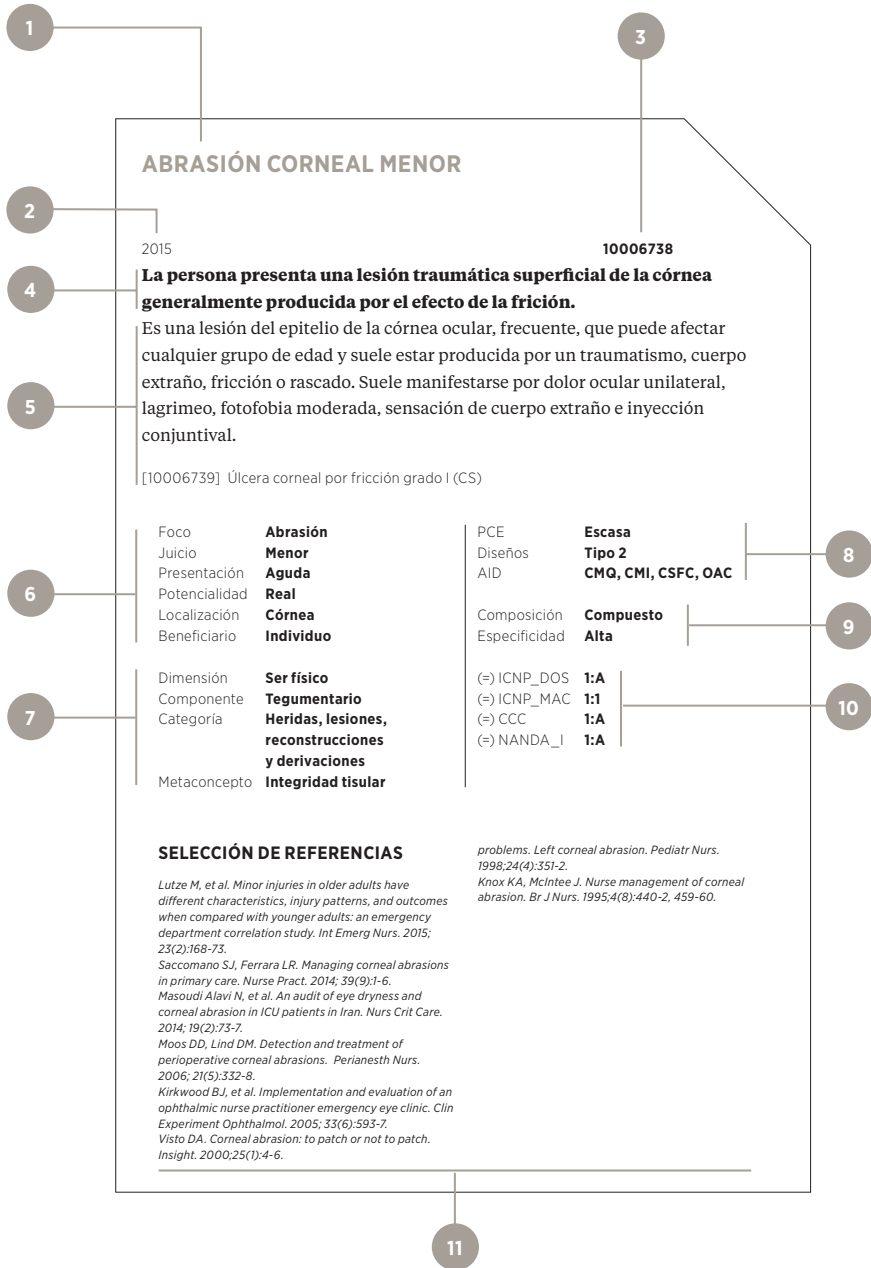 1
3
ABRASIÓN CORNEAL MENOR
2
2015
10006738
4
La persona presenta una lesión traumática superficial de la córnea
generalmente producida por el efecto de la fricción.
5
Es una lesión del epitelio de la córnea ocular, frecuente, que puede afectar
cualquier grupo de edad y suele estar producida por un traumatismo, cuerpo
extraño, fricción o rascado. Suele manifestarse por dolor ocular unilateral,
lagrimeo, fotofobia moderada, sensación de cuerpo extraño e inyección
conjuntival.
[10006739] Úlcera corneal por fricción grado I (CS)
6
Foco Abrasión
Juicio Menor
Presentación Aguda
Potencialidad Real
Localización Córnea
Beneficiario Individuo
7
Dimensión Ser físico
Componente Tegumentario
Categoría Heridas, lesiones,
reconstrucciones
y derivaciones
Metaconcepto Integridad tisular
8
PCE Escasa
Diseños Tipo 2
AID CMQ, CMI, CSFC, OAC
9
Composición Compuesto
Especificidad Alta
10
(=) ICNP_DOS 1:A
(=) ICNP_MAC 1:1
(=) CCC 1:A
(=) NANDA_I 1:A
SELECCIÓN DE REFERENCIAS
Lutze M, et al. Minor injuries in older adults have
different characteristics, injury patterns, and outcomes
when compared with younger adults: an emergency
department correlation study. Int Emerg Nurs. 2015;
23(2):168-73.
Saccomano SJ, Ferrara LR. Managing corneal abrasions
in primary care. Nurse Pract. 2014; 39(9):1-6.
Masoudi Alavi N, et al. An audit of eye dryness and
corneal abrasion in ICU patients in Iran. Nurs Crit Care.
2014; 19(2):73-7.
Moos DD, Lind DM. Detection and treatment of
perioperative corneal abrasions. Perianesth Nurs.
2006; 21(5):332-8.
Kirkwood BJ, et al. Implementation and evaluation of an
ophthalmic nurse practitioner emergency eye clinic. Clin
Experiment Ophthalmol. 2005; 33(6):593-7.
Visto DA. Corneal abrasion: to patch or not to patch.
Insight. 2000;25(1):4-6.
problems. Left corneal abrasion. Pediatr Nurs.
1998;24(4):351-2.
Knox KA, McIntee J. Nurse management of corneal
abrasion. Br J Nurs. 1995;4(8):440-2, 459-60.
11